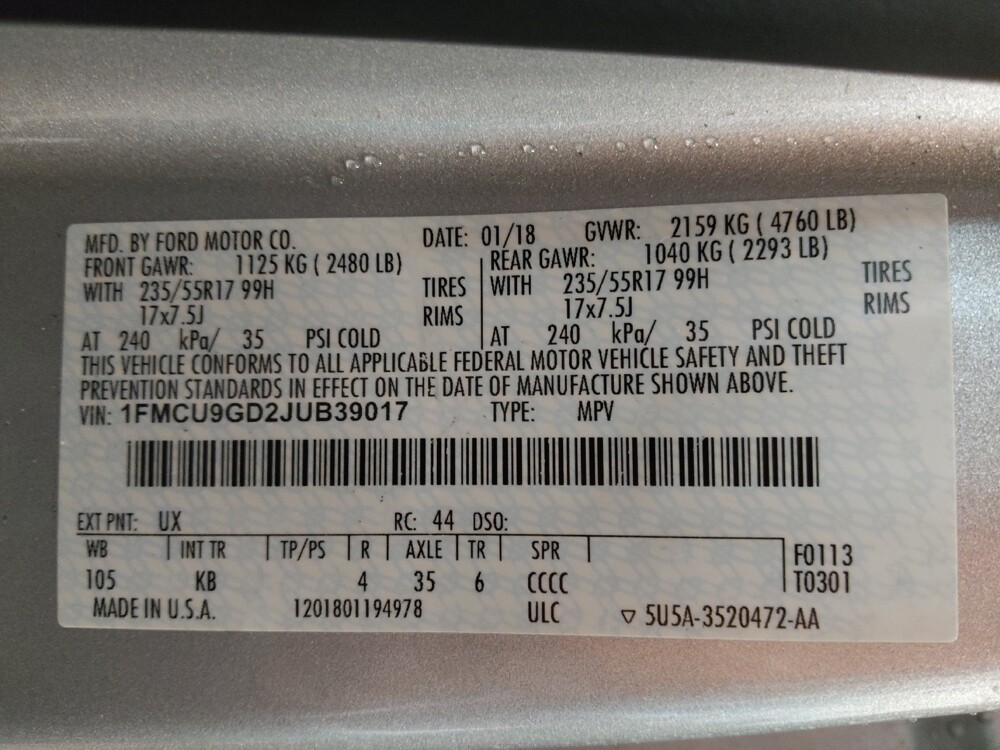 MFD. BY FORD MOTOR CO. DATE: 01/18 GVWR: 2159 KG ( 4760 LB)
FRONT GAWR: 1125 KG ( 2480 LB) REAR GAWR: 1040 KG ( 2293 LB)
WITH 235/55R17 99H TIRES WITH 235/55R17 99H TIRES
17x7.5J RIMS 17x7.5J RIMS
AT 240 kPa/ 35 PSI COLD AT 240 kPa/ 35 PSI COLD
THIS VEHICLE CONFORMS TO ALL APPLICABLE FEDERAL MOTOR VEHICLE SAFETY AND THEFT
PREVENTION STANDARDS IN EFFECT ON THE DATE OF MANUFACTURE SHOWN ABOVE.
VIN: 1FMCU9GD2JUB39017 TYPE: MPV
EXT PNT: UX RC: 44 DSO:
WB INT TR TP/PS R AXLE TR SPR F0113
105 KB 4 35 6 CCCC T0301
MADE IN U.S.A. 1201801194978 ULC ▽ 5U5A-3520472-AA